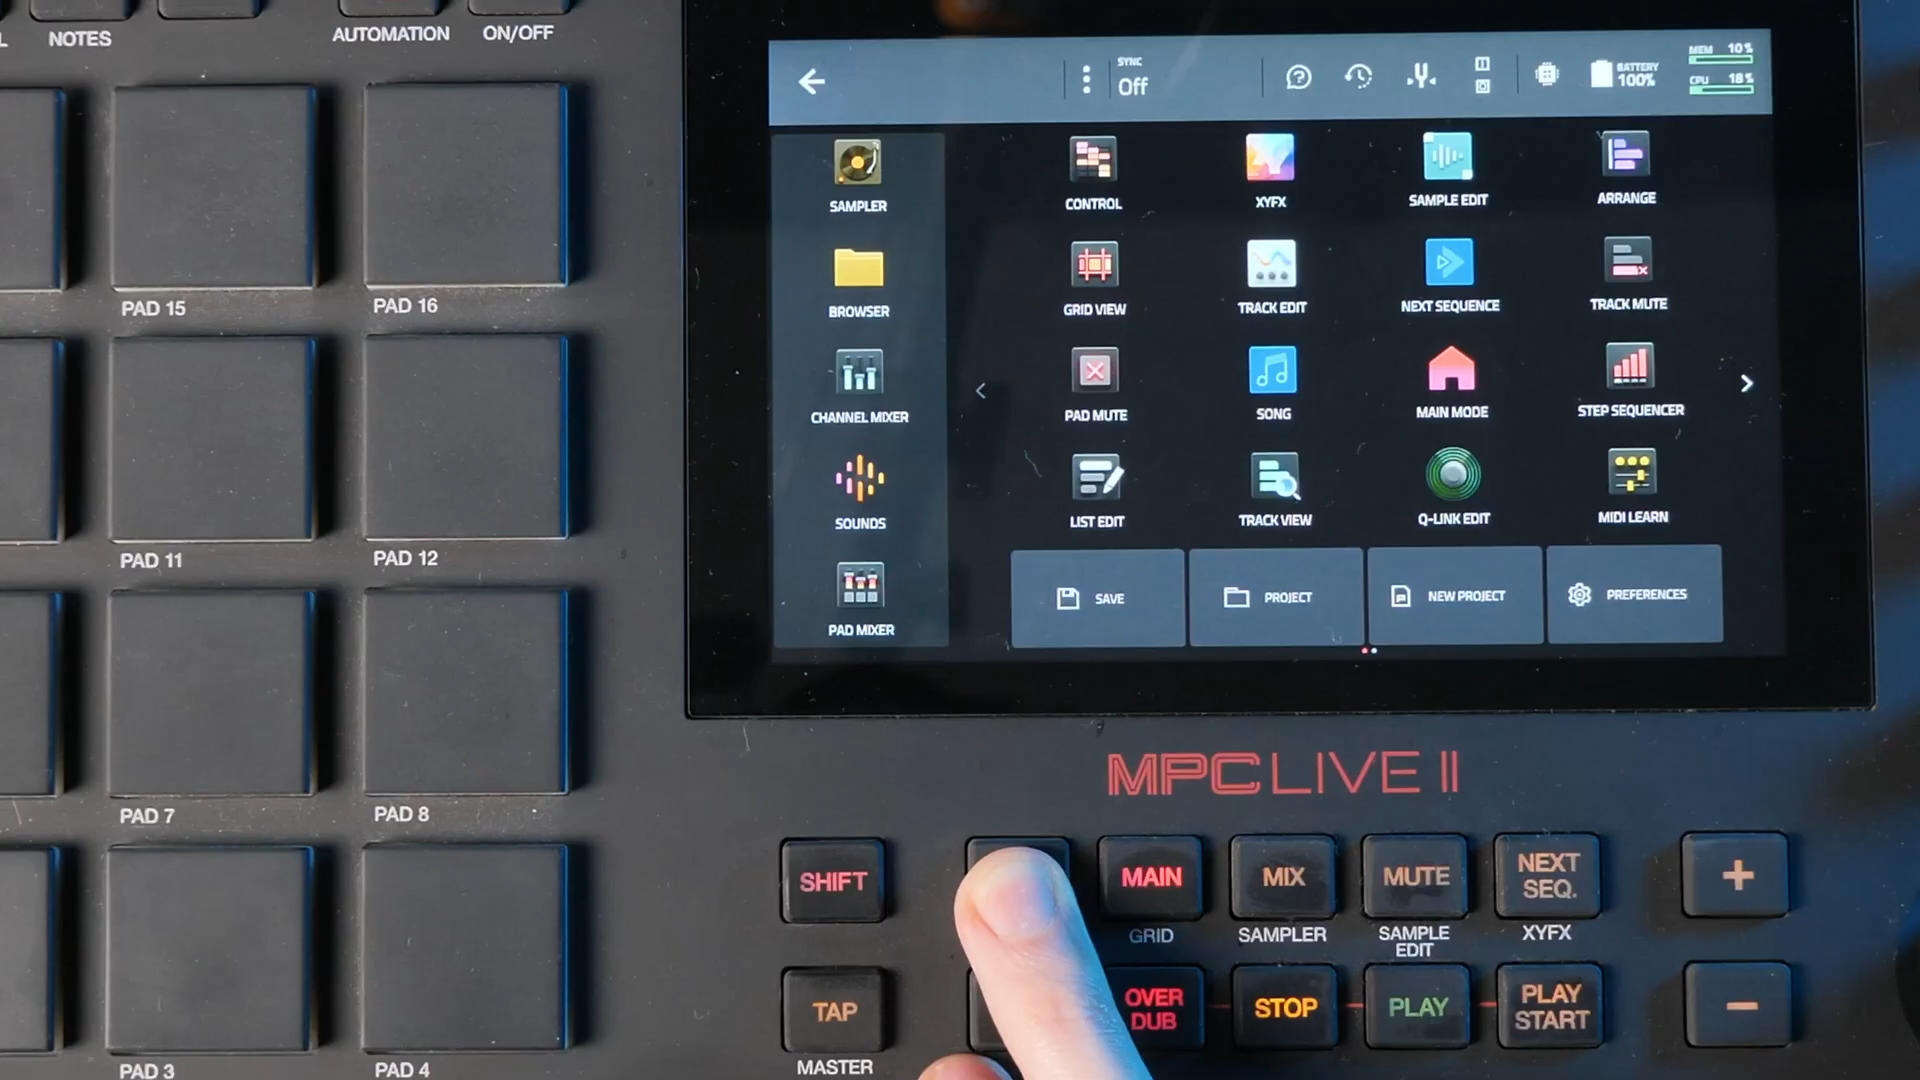 NOTES
AUTOMATION
ON/OFF
PAD 15
PAD 16
PAD 11
PAD 12
PAD 7
PAD 8
PAD 3
PAD 4
SYNC
Off
BATTERY
100%
MEM 10%
CPU 18%
SAMPLER
CONTROL
XYFX
SAMPLE EDIT
ARRANGE
BROWSER
GRID VIEW
TRACK EDIT
NEXT SEQUENCE
TRACK MUTE
CHANNEL MIXER
PAD MUTE
SONG
MAIN MODE
STEP SEQUENCER
SOUNDS
LIST EDIT
TRACK VIEW
Q-LINK EDIT
MIDI LEARN
PAD MIXER
SAVE
PROJECT
NEW PROJECT
PREFERENCES
MPC LIVE II
SHIFT
MAIN
MIX
MUTE
NEXT
SEQ.
+
GRID
SAMPLER
SAMPLE
EDIT
XYFX
TAP
OVER
DUB
STOP
PLAY
PLAY
START
−
MASTER